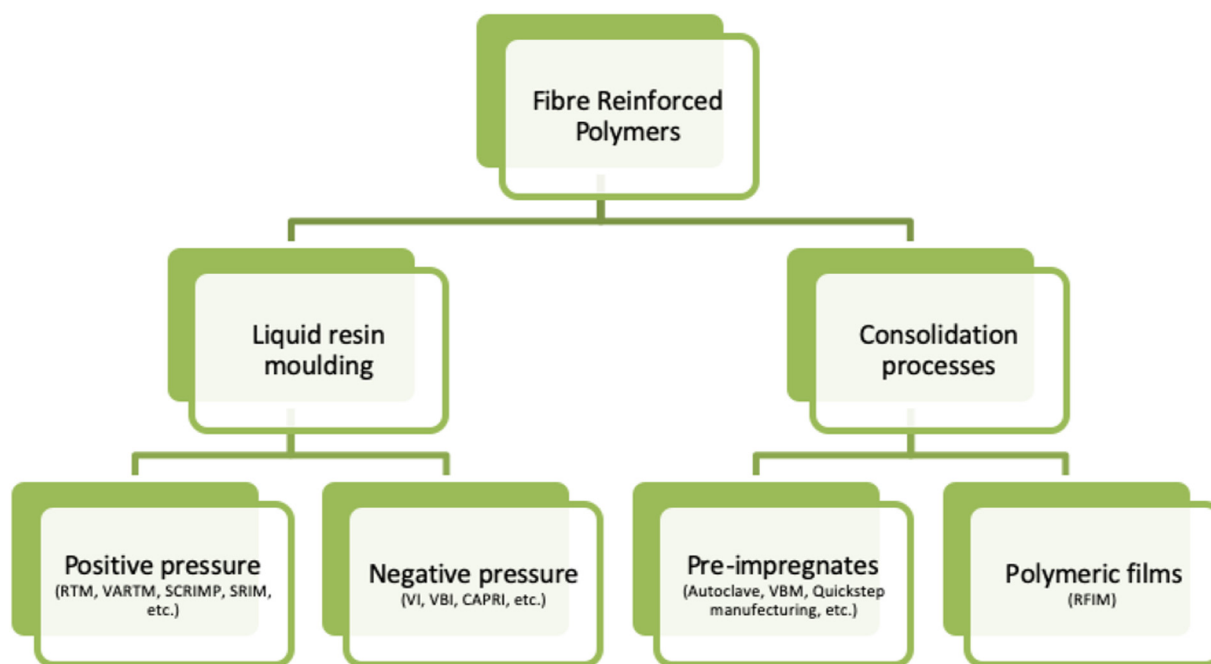 Fibre Reinforced
Polymers
Liquid resin
moulding
Consolidation
processes
Positive pressure
(RTM, VARTM, SCRIMP, SRIM,
etc.)
Negative pressure
(VI, VBI, CAPRI, etc.)
Pre-impregnates
(Autoclave, VBM, Quickstep
manufacturing, etc.)
Polymeric films
(RFIM)